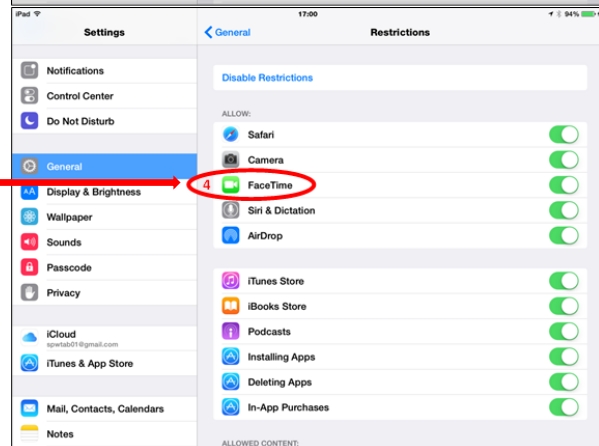 iPad 17:00 94%
Settings
General Restrictions
Notifications
Control Center
Do Not Disturb
General
Display & Brightness
Wallpaper
Sounds
Passcode
Privacy
iCloud
spwtab01@gmail.com
iTunes & App Store
Mail, Contacts, Calendars
Notes
Disable Restrictions
ALLOW:
Safari
Camera
4 FaceTime
Siri & Dictation
AirDrop
iTunes Store
iBooks Store
Podcasts
Installing Apps
Deleting Apps
In-App Purchases
ALLOWED CONTENT: